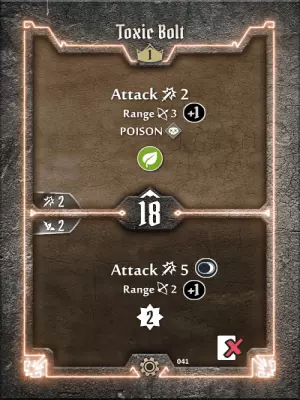 Toxic Bolt
1
Attack 2
Range 3 +1
POISON
2
18
2
Attack 5
Range 2 +1
2
041